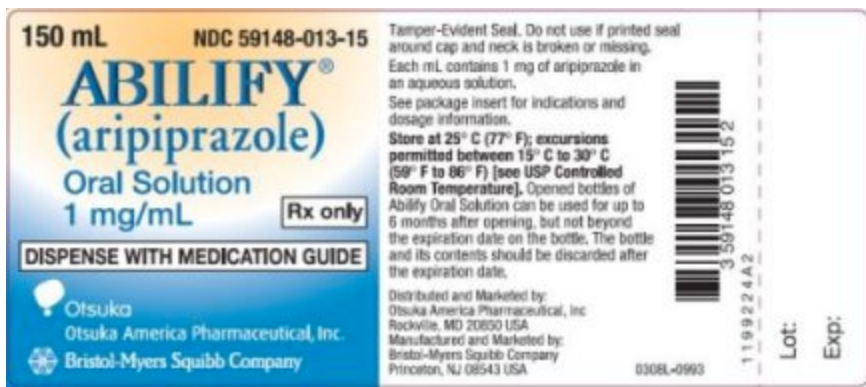 150 mL NDC 59148-013-15
ABILIFY®
(aripiprazole)
Oral Solution
1 mg/mL
Rx only
DISPENSE WITH MEDICATION GUIDE
Otsuka
Otsuka America Pharmaceutical, Inc.
Bristol-Myers Squibb Company
Tamper-Evident Seal. Do not use if printed seal
around cap and neck is broken or missing.
Each mL contains 1 mg of aripiprazole in
an aqueous solution.
See package insert for indications and
dosage information.
Store at 25° C (77° F); excursions
permitted between 15° C to 30° C
(59° F to 86° F) [see USP Controlled
Room Temperature]. Opened bottles of
Abilify Oral Solution can be used for up to
6 months after opening, but not beyond
the expiration date on the bottle. The bottle
and its contents should be discarded after
the expiration date.
Distributed and Marketed by:
Otsuka America Pharmaceutical, Inc
Rockville, MD 20850 USA
Manufactured and Marketed by:
Bristol-Myers Squibb Company
Princeton, NJ 08543 USA
0308L-0993
3 59148 013 15 2
1199224A2
Lot:
Exp: